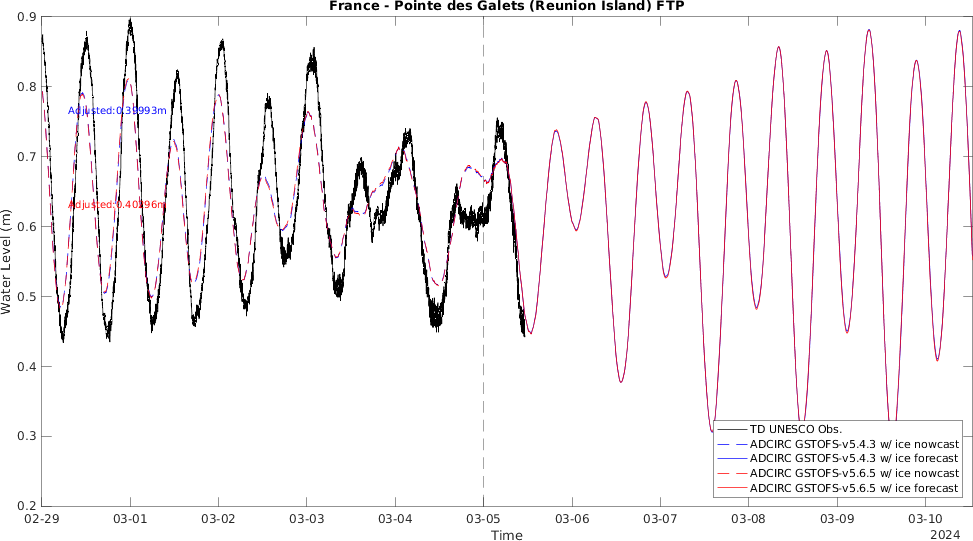 France - Pointe des Galets (Reunion Island) FTP
0.9
0.8
Adjusted:0.39993m
0.7
Adjusted:0.40296m
0.6
Water Level (m)
0.5
0.4
0.3
TD UNESCO Obs.
ADCIRC GSTOFS-v5.4.3 w/ ice nowcast
ADCIRC GSTOFS-v5.4.3 w/ ice forecast
ADCIRC GSTOFS-v5.6.5 w/ ice nowcast
ADCIRC GSTOFS-v5.6.5 w/ ice forecast
0.2
02-29 03-01 03-02 03-03 03-04 03-05 03-06 03-07 03-08 03-09 03-10
Time
2024